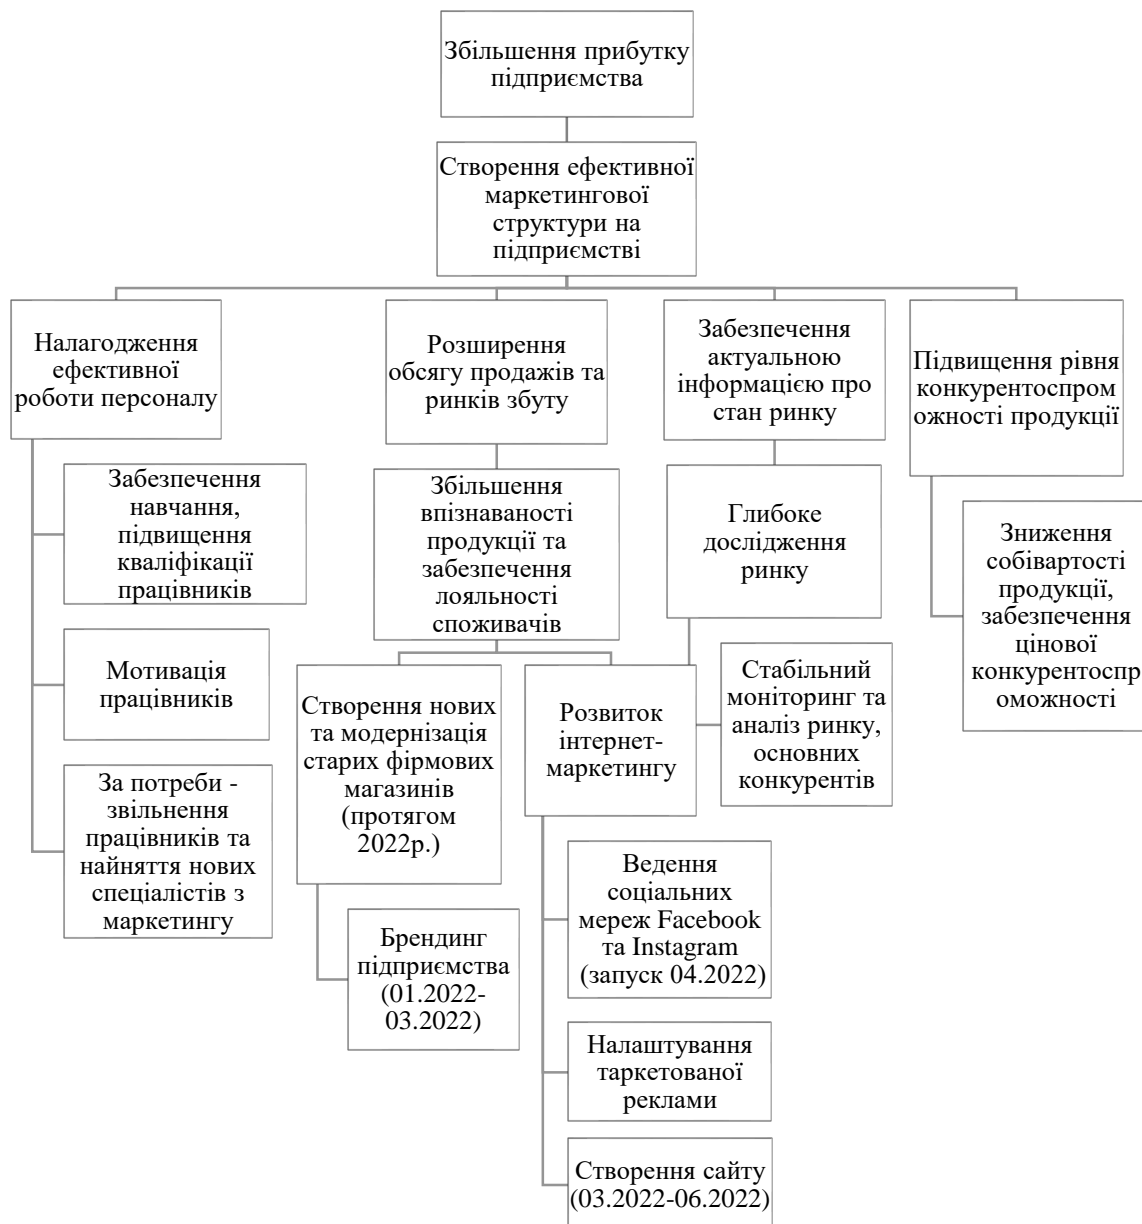 Збільшення прибутку
підприємства
Створення ефективної
маркетингової
структури на
підприємстві
Налагодження
ефективної
роботи персоналу
Розширення
обсягу продажів та
ринків збуту
Забезпечення
актуальною
інформацією про
стан ринку
Підвищення рівня
конкурентоспром
ожності продукції
Забезпечення
навчання,
підвищення
кваліфікації
працівників
Збільшення
впізнаваності
продукції та
забезпечення
лояльності
споживачів
Глибоке
дослідження
ринку
Зниження
собівартості
продукції,
забезпечення
цінової
конкурентоспр
оможності
Мотивація
працівників
Створення нових
та модернізація
старих фірмових
магазинів
(протягом
2022р.)
Розвиток
інтернет-
маркетингу
Стабільний
моніторинг та
аналіз ринку,
основних
конкурентів
За потреби -
звільнення
працівників та
найняття нових
спеціалістів з
маркетингу
Брендинг
підприємства
(01.2022-
03.2022)
Ведення
соціальних
мереж Facebook
та Instagram
(запуск 04.2022)
Налаштування
таркетованої
реклами
Створення сайту
(03.2022-06.2022)